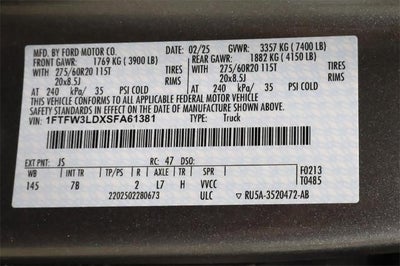 MFD. BY FORD MOTOR CO. 02/25 GVWR: 3357 KG ( 7400 LB)
FRONT GAWR: 1769 KG ( 3900 LB) REAR GAWR: 1882 KG ( 4150 LB)
WITH 275/60R20 115T TIRES WITH 275/60R20 115T TIRES
20x8.5J RIMS 20x8.5J RIMS
AT 240 kPa/ 35 PSI COLD AT 240 kPa/ 35 PSI COLD
THIS VEHICLE CONFORMS TO ALL APPLICABLE FEDERAL MOTOR VEHICLE
SAFETY STANDARDS IN EFFECT ON THE DATE OF MANUFACTURE SHOWN ABOVE.
VIN: 1FTFW3LDXSFA61381 TYPE: Truck
EXT PNT: JS RC: 47 DSO: F0213
WB INT TR TP/PS R AXLE TR SPR T0485
145 7B 2 L7 H VVCC
2202502280673 ULC RU5A-3520472-AB